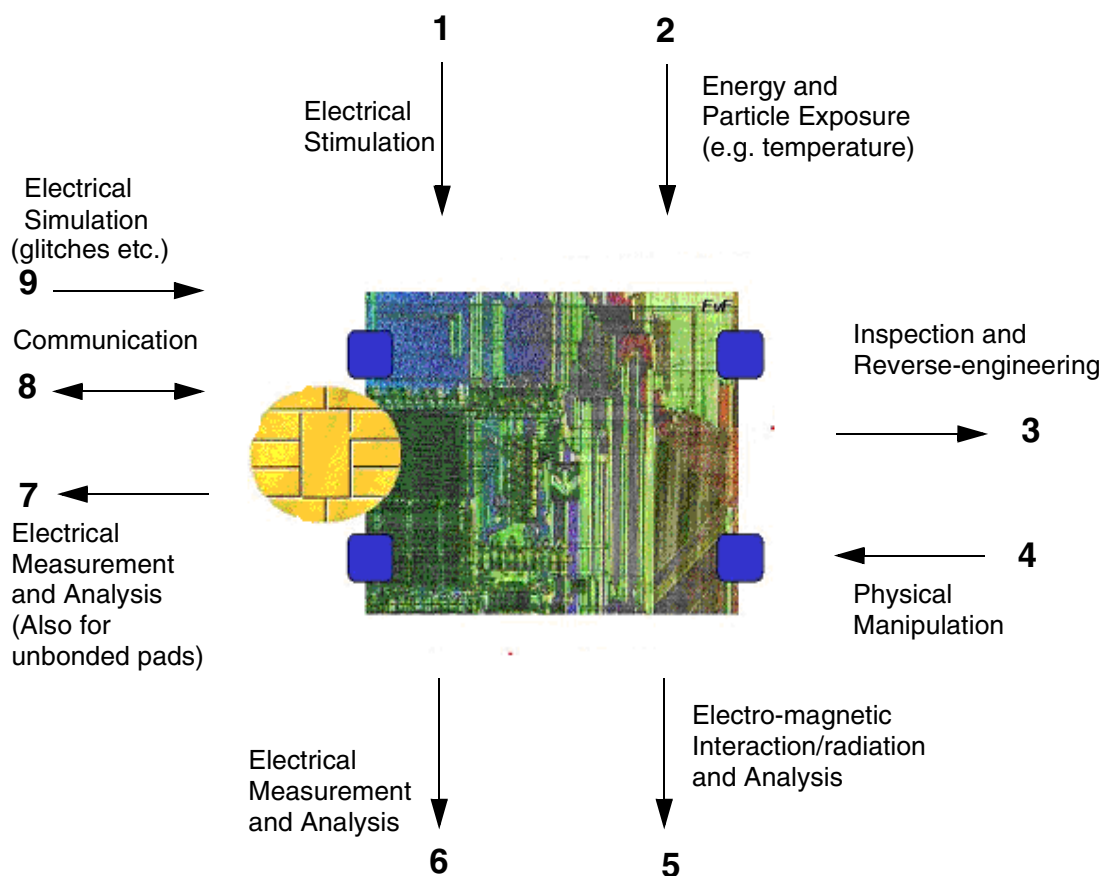 1
2
Electrical
Stimulation
Energy and
Particle Exposure
(e.g. temperature)
Electrical
Simulation
(glitches etc.)
9
Communication
8
7
Electrical
Measurement
and Analysis
(Also for
unbonded pads)
FvF
Inspection and
Reverse-engineering
3
4
Physical
Manipulation
Electrical
Measurement
and Analysis
6
Electro-magnetic
Interaction/radiation
and Analysis
5